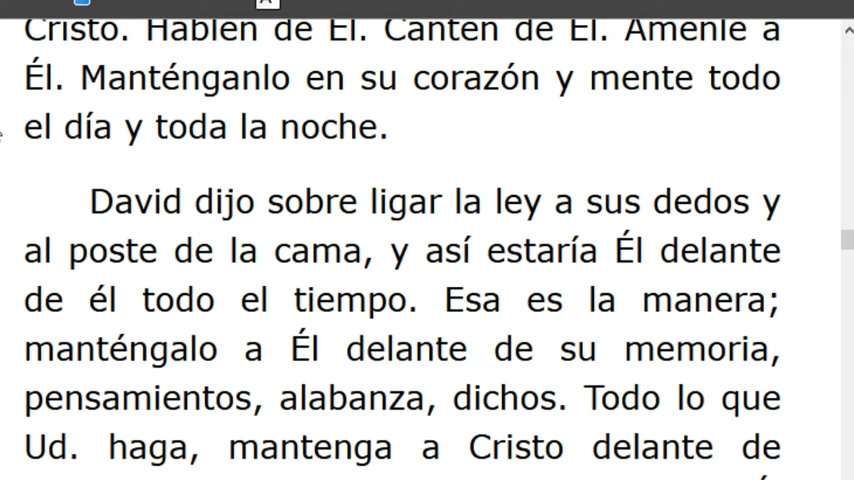 Cristo. Hablen de Él. Canten de Él. Ámenle a
Él. Manténganlo en su corazón y mente todo
el día y toda la noche.
David dijo sobre ligar la ley a sus dedos y
al poste de la cama, y así estaría Él delante
de él todo el tiempo. Esa es la manera;
manténgalo a Él delante de su memoria,
pensamientos, alabanza, dichos. Todo lo que
Ud. haga, mantenga a Cristo delante de